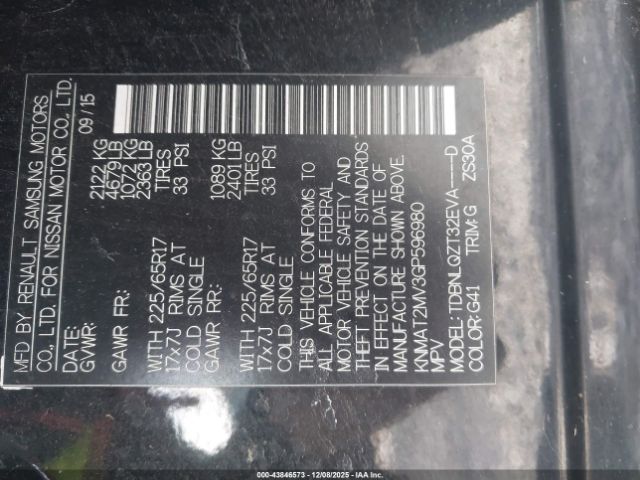 MFD BY RENAULT SAMSUNG MOTORS
CO., LTD. FOR NISSAN MOTOR CO., LTD.
DATE: 09/15
GVWR: 2122 KG
4679 LB
GAWR FR: 1072 KG
2363 LB
WITH 225/65R17 TIRES
17x7J RIMS AT 33 PSI
COLD SINGLE
GAWR RR: 1089 KG
2401 LB
WITH 225/65R17 TIRES
17x7J RIMS AT 33 PSI
COLD SINGLE
THIS VEHICLE CONFORMS TO
ALL APPLICABLE FEDERAL
MOTOR VEHICLE SAFETY AND
THEFT PREVENTION STANDARDS
IN EFFECT ON THE DATE OF
MANUFACTURE SHOWN ABOVE.
KNMAT2MV3GP596980
MPV
MODEL: TDBNLQZT32EVA-----D
COLOR: G41 TRIM: G ZS30A
000-43846573 | 12/08/2025 - IAA Inc.